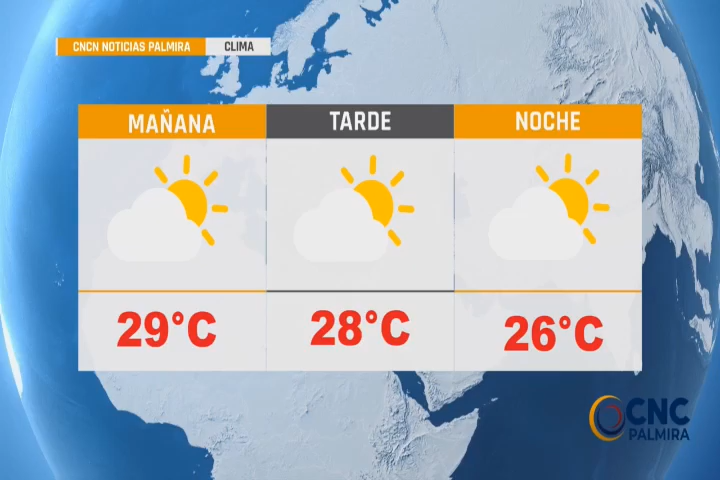 CNCN NOTICIAS PALMIRA CLIMA
MAÑANA TARDE NOCHE
29°C 28°C 26°C
CNC
PALMIRA